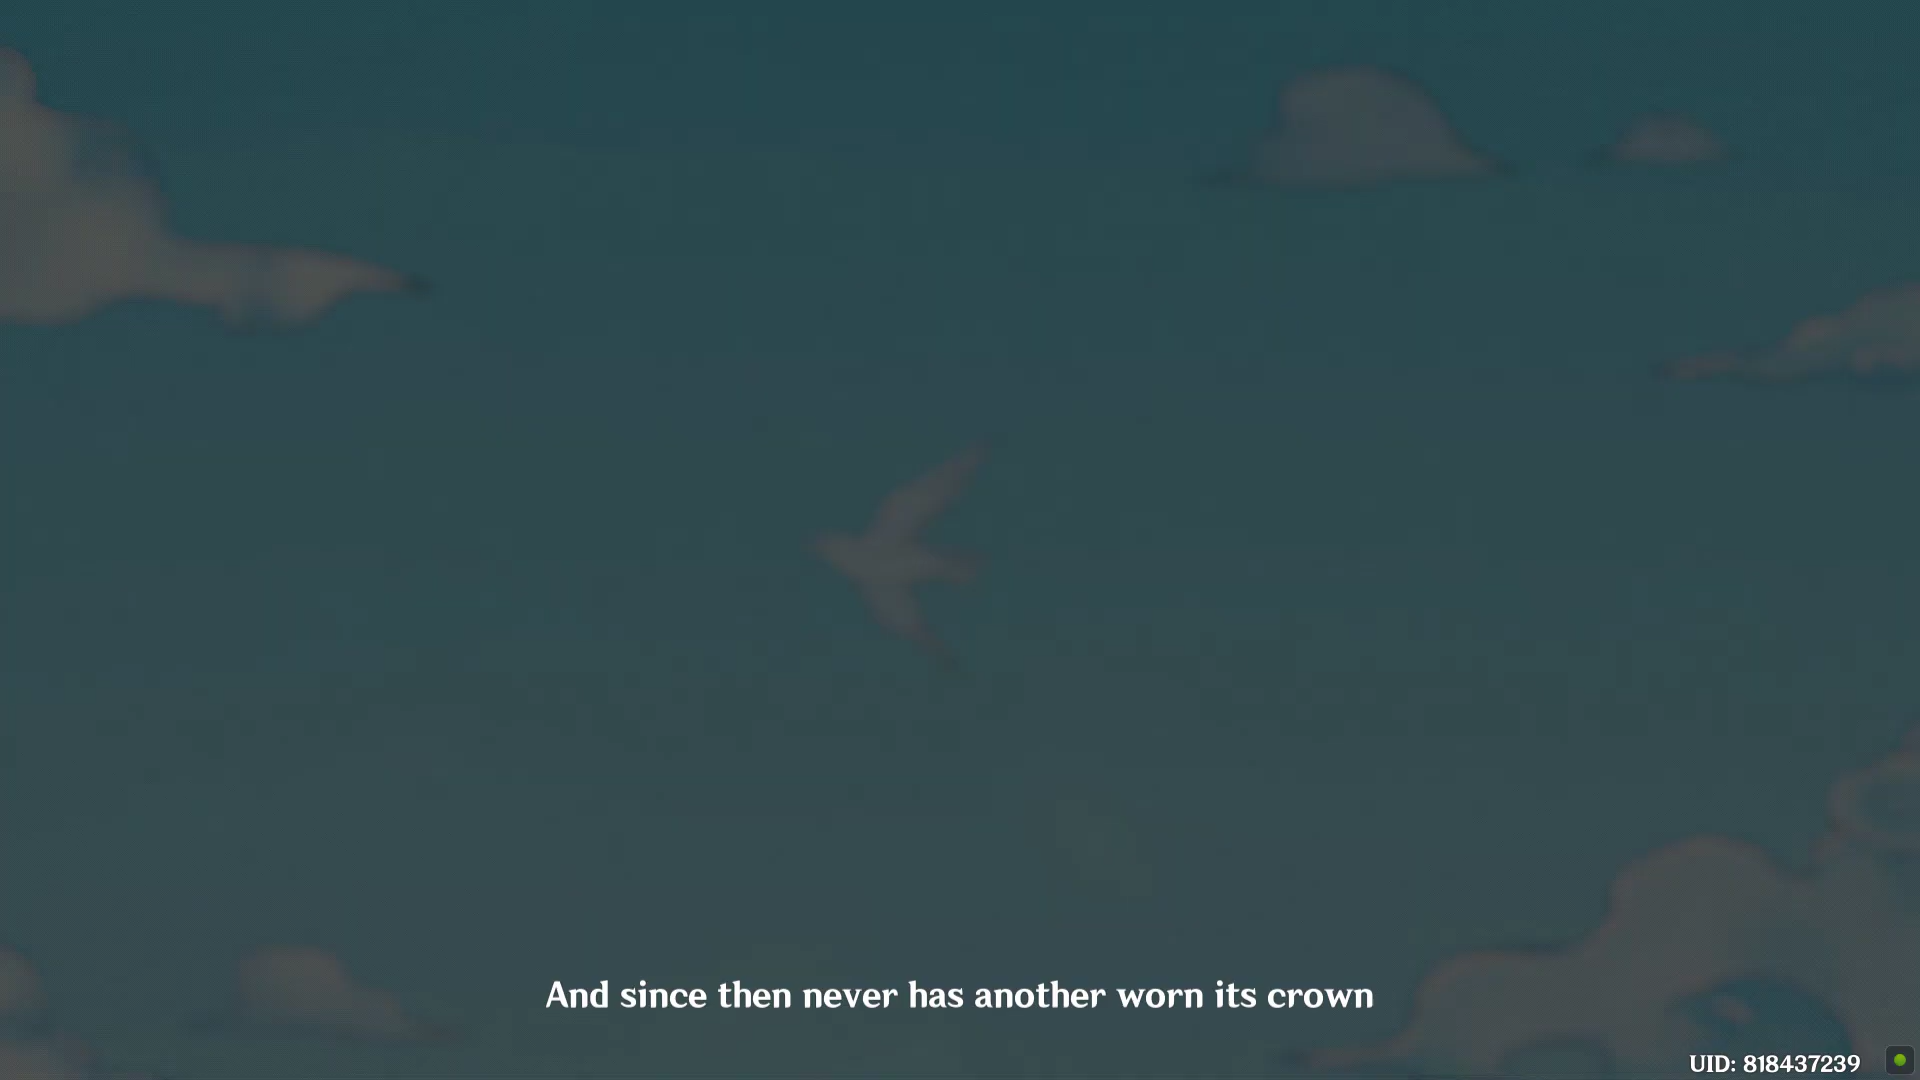 And since then never has another worn its crown
UID: 818437239